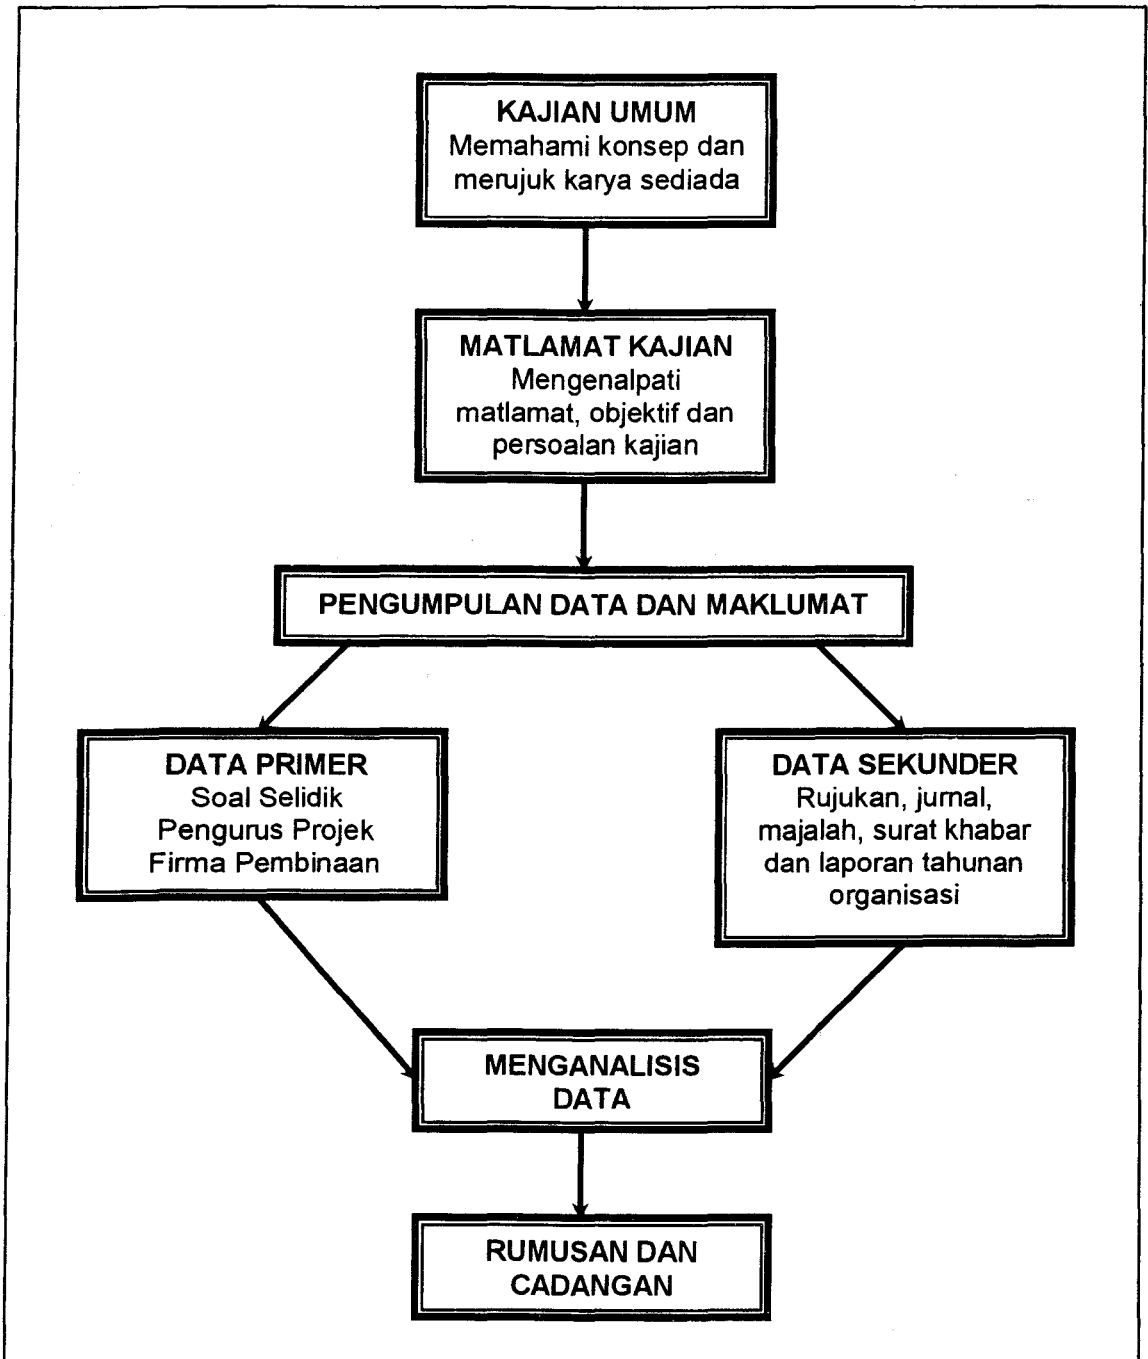 KAJIAN UMUM
Memahami konsep dan
merujuk karya sediada
MATLAMAT KAJIAN
Mengenalpati
matlamat, objektif dan
persoalan kajian
PENGUMPULAN DATA DAN MAKLUMAT
DATA PRIMER
Soal Selidik
Pengurus Projek
Firma Pembinaan
DATA SEKUNDER
Rujukan, jurnal,
majalah, surat khabar
dan laporan tahunan
organisasi
MENGANALISIS
DATA
RUMUSAN DAN
CADANGAN